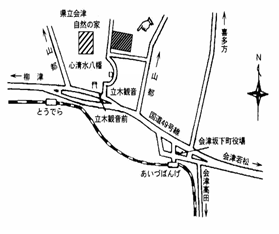 県立会津
自然の家
心清水八幡
山都
柳津
門
口
立木観音
山都
喜多方
N
とうでら
立木観音前
国道49号線
会津坂下町役場
あいづばんげ
会津若松
会津高田